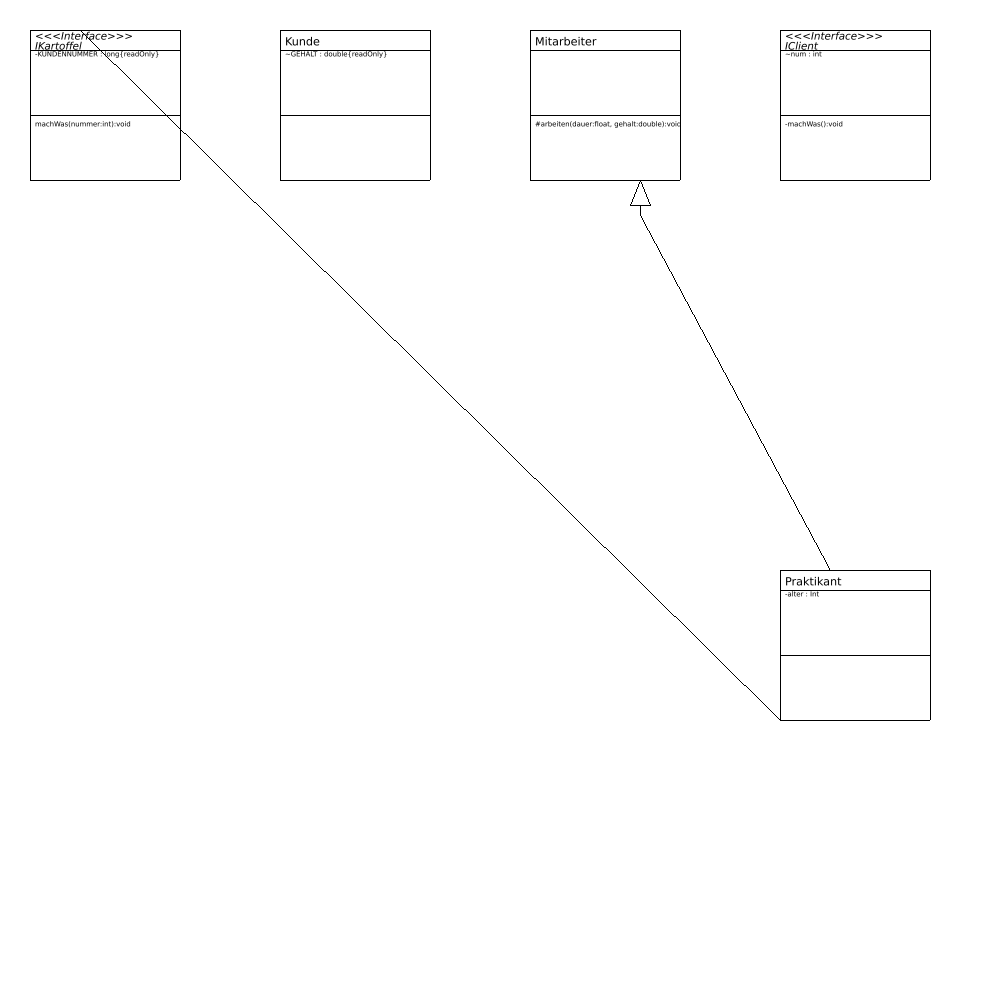 <<<Interface>>>
IKartoffel
-KUNDENNUMMER : long{readOnly}
machWas(nummer:int):void
Kunde
~GEHALT : double{readOnly}
Mitarbeiter
#arbeiten(dauer:float, gehalt:double):void
<<<Interface>>>
IClient
~num : int
-machWas():void
Praktikant
-alter : Int